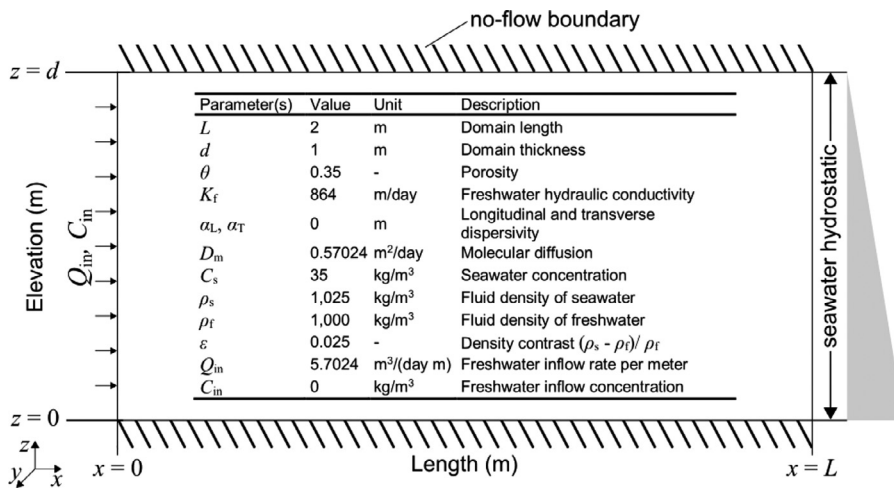 no-flow boundary
z = d
Parameter(s) Value Unit Description
L 2 m Domain length
d 1 m Domain thickness
θ 0.35 - Porosity
Kf 864 m/day Freshwater hydraulic conductivity
αL, αT 0 m Longitudinal and transverse
dispersivity
Dm 0.57024 m²/day Molecular diffusion
Cs 35 kg/m³ Seawater concentration
ρs 1,025 kg/m³ Fluid density of seawater
ρf 1,000 kg/m³ Fluid density of freshwater
ε 0.025 - Density contrast (ρs - ρf)/ ρf
Qin 5.7024 m³/(day m) Freshwater inflow rate per meter
Cin 0 kg/m³ Freshwater inflow concentration
Elevation (m)
Qin, Cin
seawater hydrostatic
z = 0
z
y
x
x = 0
Length (m)
x = L